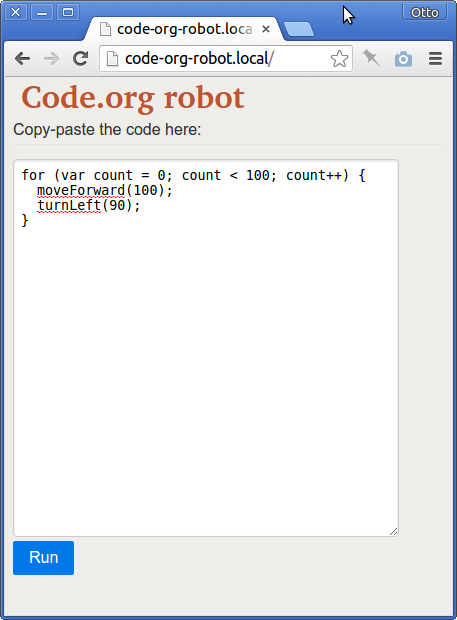 Otto
code-org-robot.loca
code-org-robot.local/
Code.org robot
Copy-paste the code here:
for (var count = 0; count < 100; count++) {
  moveForward(100);
  turnLeft(90);
}
Run